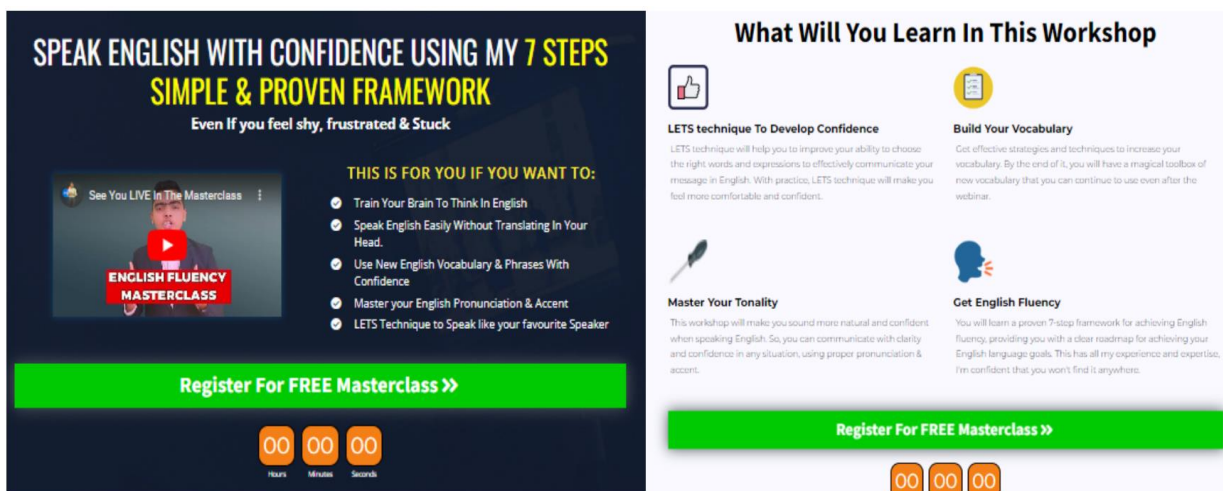 SPEAK ENGLISH WITH CONFIDENCE USING MY 7 STEPS
SIMPLE & PROVEN FRAMEWORK
Even If you feel shy, frustrated & Stuck
See You LIVE In The Masterclass
ENGLISH FLUENCY
MASTERCLASS
THIS IS FOR YOU IF YOU WANT TO:
Train Your Brain To Think In English
Speak English Easily Without Translating In Your
Head.
Use New English Vocabulary & Phrases With
Confidence
Master your English Pronunciation & Accent
LETS Technique to Speak like your favourite Speaker
Register For FREE Masterclass »
00 00 00
Hours Minutes Seconds
What Will You Learn In This Workshop
LETS technique To Develop Confidence
LETS technique will help you to improve your ability to choose
the right words and expressions to effectively communicate your
message in English. With practice, LETS technique will make you
feel more comfortable and confident.
Build Your Vocabulary
Get effective strategies and techniques to increase your
vocabulary. By the end of it, you will have a magical toolbox of
new vocabulary that you can continue to use even after the
webinar.
Master Your Tonality
This workshop will make you sound more natural and confident
when speaking English. So, you can communicate with clarity
and confidence in any situation, using proper pronunciation &
accent.
Get English Fluency
You will learn a proven 7-step framework for achieving English
fluency, providing you with a clear roadmap for achieving your
English language goals. This has all my experience and expertise,
I'm confident that you won't find it anywhere.
Register For FREE Masterclass »
00 00 00